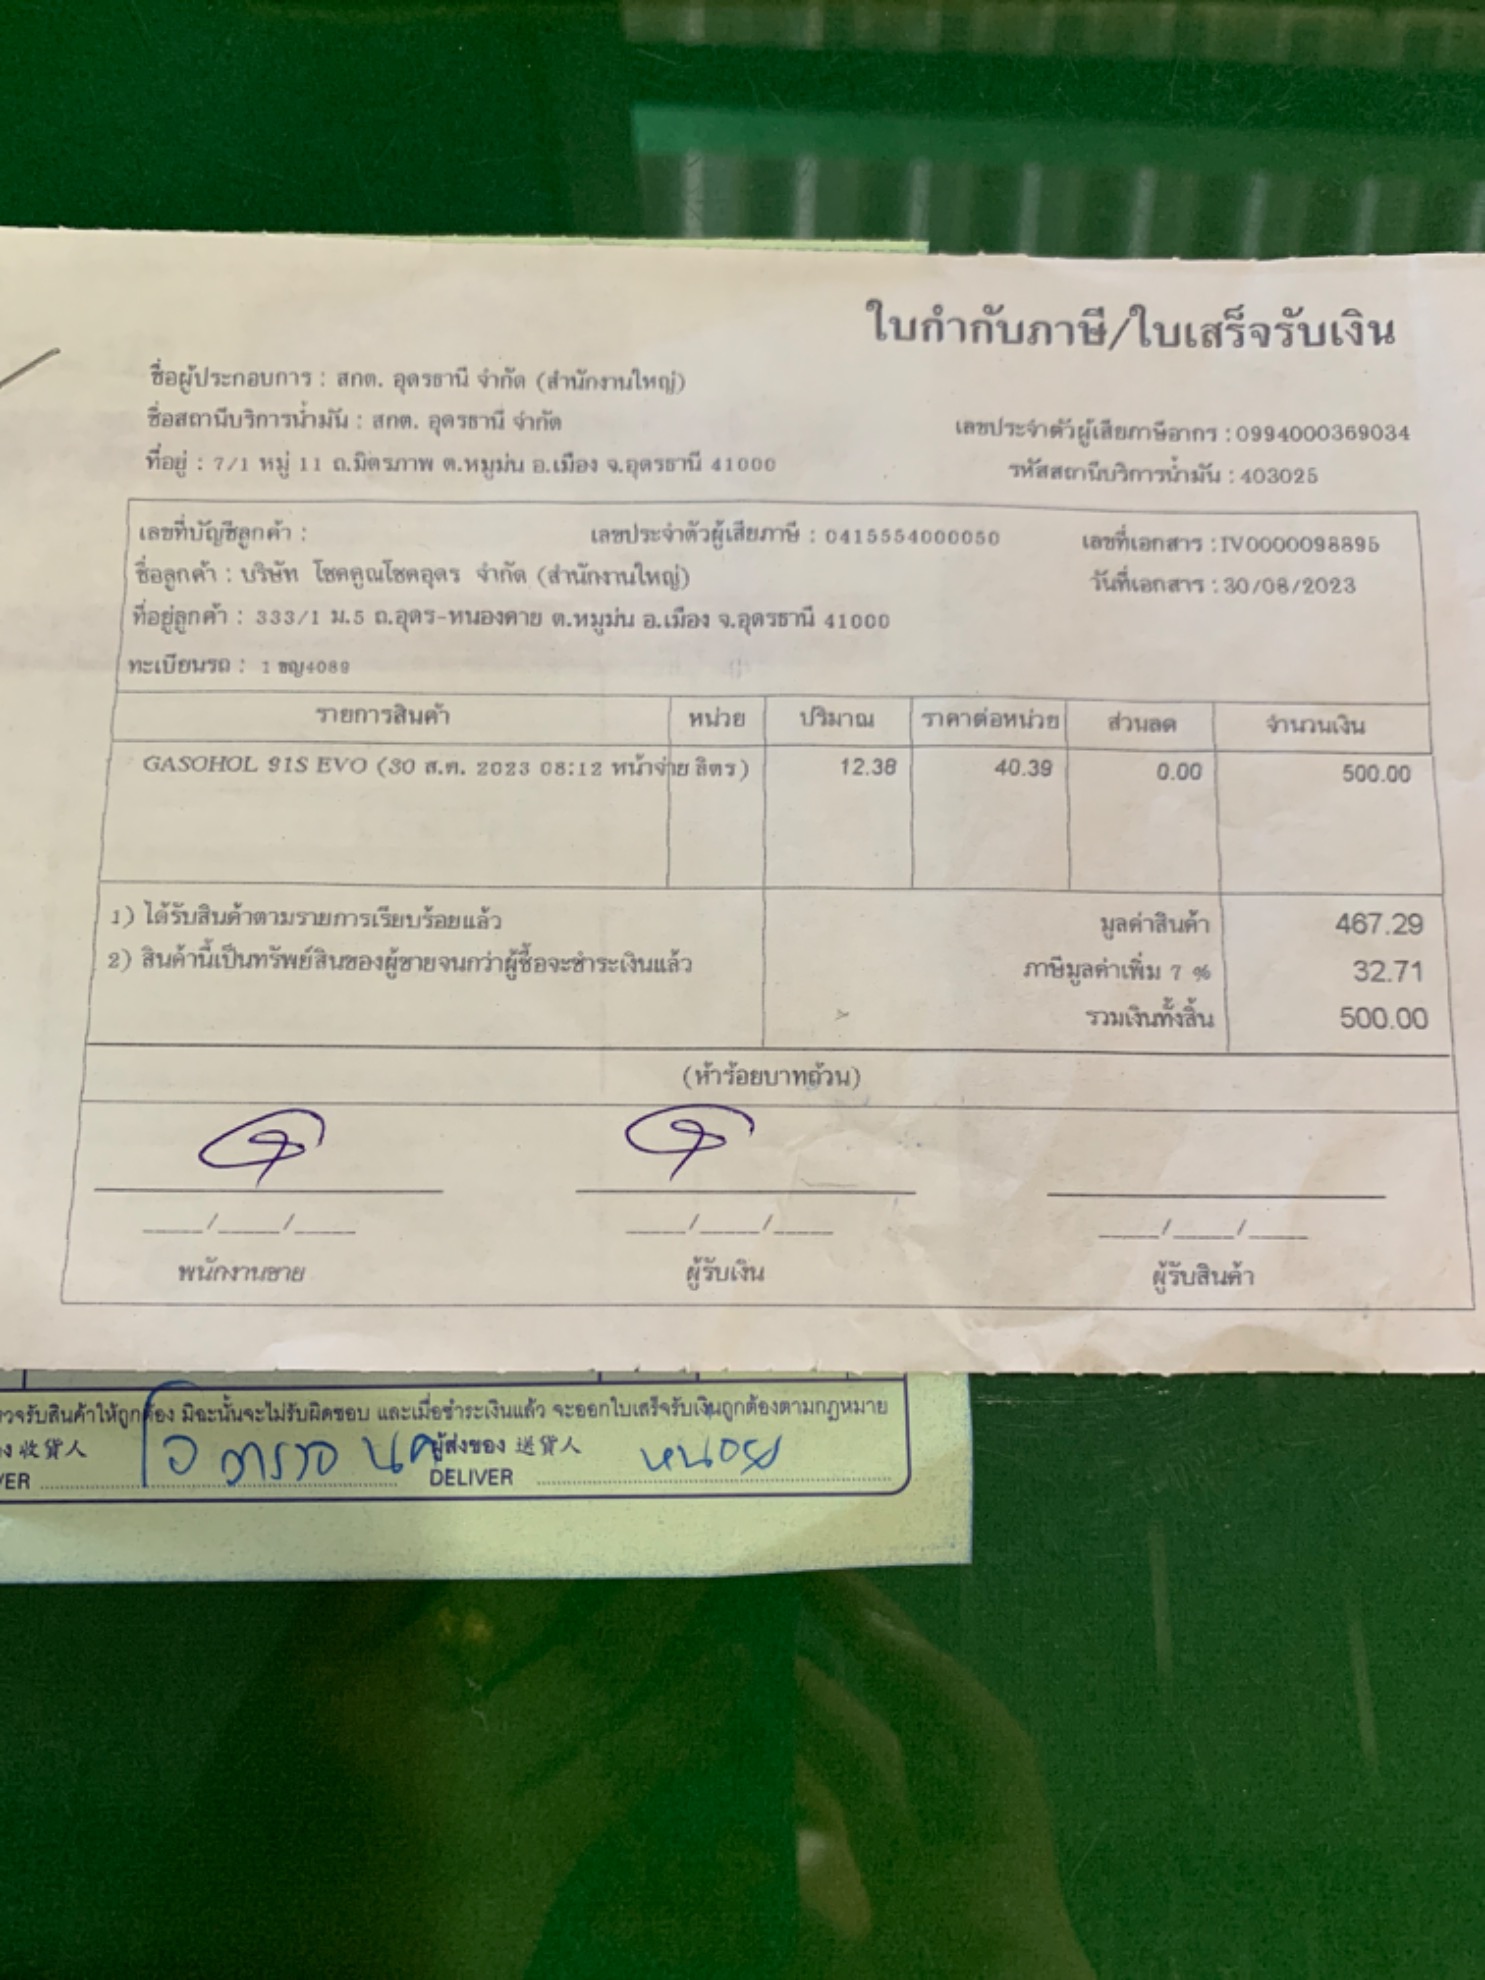 ใบกำกับภาษี/ใบเสร็จรับเงิน
ชื่อผู้ประกอบการ : สกต. อุดรธานี จำกัด (สำนักงานใหญ่)
ชื่อสถานีบริการน้ำมัน : สกต. อุดรธานี จำกัด
เลขประจำตัวผู้เสียภาษีอากร : 0994000369034
ที่อยู่ : 7/1 หมู่ 11 ถ.มิตรภาพ ต.หมูม่น อ.เมือง จ.อุดรธานี 41000
รหัสสถานีบริการน้ำมัน : 403025
เลขที่บัญชีลูกค้า : เลขประจำตัวผู้เสียภาษี : 0415554000050 เลขที่เอกสาร : IV0000098895
ชื่อลูกค้า : บริษัท โชคคูณโชคอุดร จำกัด (สำนักงานใหญ่) วันที่เอกสาร : 30/08/2023
ที่อยู่ลูกค้า : 333/1 ม.5 ถ.อุดร-หนองคาย ต.หมูม่น อ.เมือง จ.อุดรธานี 41000
ทะเบียนรถ : 1 ขญ4089
รายการสินค้า หน่วย ปริมาณ ราคาต่อหน่วย ส่วนลด จำนวนเงิน
GASOHOL 91S EVO (30 ส.ค. 2023 08:12 หน้าจ่าย ลิตร) 12.38 40.39 0.00 500.00
1) ได้รับสินค้าตามรายการเรียบร้อยแล้ว มูลค่าสินค้า 467.29
2) สินค้านี้เป็นทรัพย์สินของผู้ขายจนกว่าผู้ซื้อจะชำระเงินแล้ว ภาษีมูลค่าเพิ่ม 7 % 32.71
รวมเงินทั้งสิ้น 500.00
(ห้าร้อยบาทถ้วน)
____/____/____ ____/____/____ ____/____/____
พนักงานขาย ผู้รับเงิน ผู้รับสินค้า
วจรับสินค้าให้ถูกต้อง มิฉะนั้นจะไม่รับผิดชอบ และเมื่อชำระเงินแล้ว จะออกใบเสร็จรับเงินถูกต้องตามกฎหมาย
收貨人 ผู้ส่งของ 送貨人 หน่อย
DELIVER